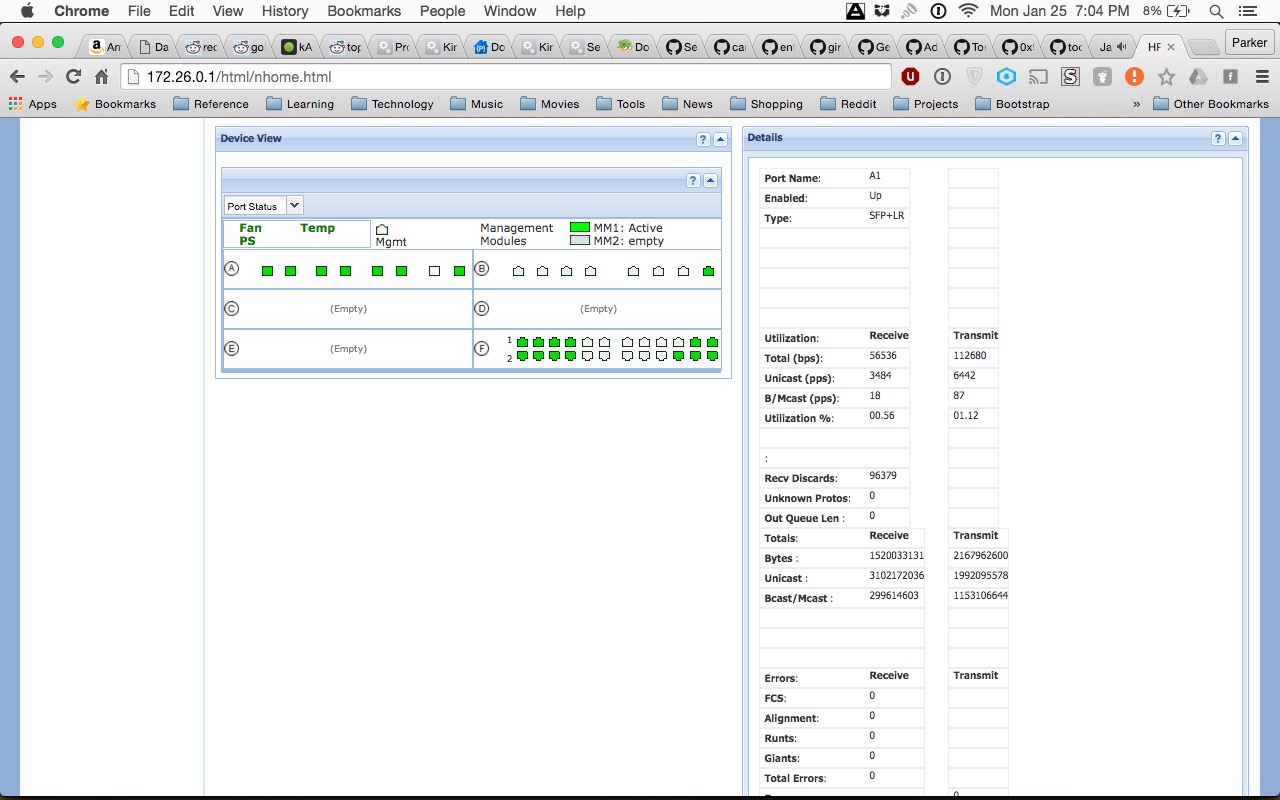 Chrome File Edit View History Bookmarks People Window Help Mon Jan 25 7:04 PM 8%
An Da rec go kA top Pro Kir Do Kir Se Do Se cai en gir Ge Ad To 0x too Ja HF Parker
172.26.0.1/html/nhome.html
Apps Bookmarks Reference Learning Technology Music Movies Tools News Shopping Reddit Projects Bootstrap » Other Bookmarks
Device View ?
?
Port Status
Fan Temp
PS
Mgmt
Management
Modules
MM1: Active
MM2: empty
A
B
C (Empty)
D (Empty)
E (Empty)
F 1
2
Details ?
Port Name: A1
Enabled: Up
Type: SFP+LR
Utilization: Receive Transmit
Total (bps): 56536 112680
Unicast (pps): 3484 6442
B/Mcast (pps): 18 87
Utilization %: 00.56 01.12
:
Recv Discards: 96379
Unknown Protos: 0
Out Queue Len : 0
Totals: Receive Transmit
Bytes : 1520033131 2167962600
Unicast : 3102172036 1992095578
Bcast/Mcast : 299614603 1153106644
Errors: Receive Transmit
FCS: 0
Alignment: 0
Runts: 0
Giants: 0
Total Errors: 0